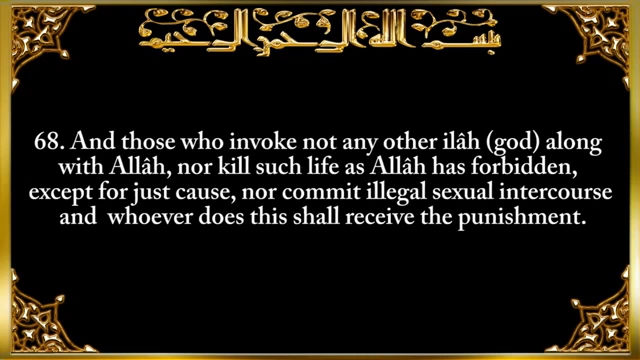 بسم الله الرحمن الرحيم
68. And those who invoke not any other ilâh (god) along
with Allâh, nor kill such life as Allâh has forbidden,
except for just cause, nor commit illegal sexual intercourse
and whoever does this shall receive the punishment.